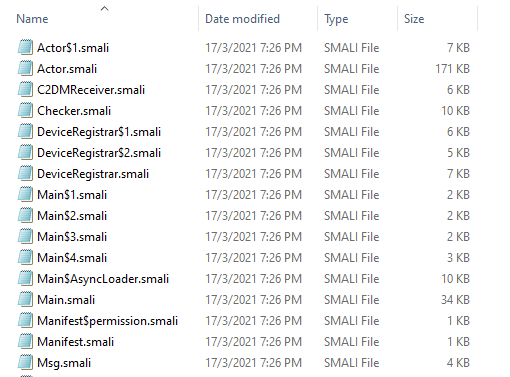 Name Date modified Type Size
Actor$1.smali 17/3/2021 7:26 PM SMALI File 7 KB
Actor.smali 17/3/2021 7:26 PM SMALI File 171 KB
C2DMReceiver.smali 17/3/2021 7:26 PM SMALI File 6 KB
Checker.smali 17/3/2021 7:26 PM SMALI File 10 KB
DeviceRegistrar$1.smali 17/3/2021 7:26 PM SMALI File 6 KB
DeviceRegistrar$2.smali 17/3/2021 7:26 PM SMALI File 5 KB
DeviceRegistrar.smali 17/3/2021 7:26 PM SMALI File 7 KB
Main$1.smali 17/3/2021 7:26 PM SMALI File 2 KB
Main$2.smali 17/3/2021 7:26 PM SMALI File 2 KB
Main$3.smali 17/3/2021 7:26 PM SMALI File 2 KB
Main$4.smali 17/3/2021 7:26 PM SMALI File 3 KB
Main$AsyncLoader.smali 17/3/2021 7:26 PM SMALI File 10 KB
Main.smali 17/3/2021 7:26 PM SMALI File 34 KB
Manifest$permission.smali 17/3/2021 7:26 PM SMALI File 1 KB
Manifest.smali 17/3/2021 7:26 PM SMALI File 1 KB
Msg.smali 17/3/2021 7:26 PM SMALI File 4 KB